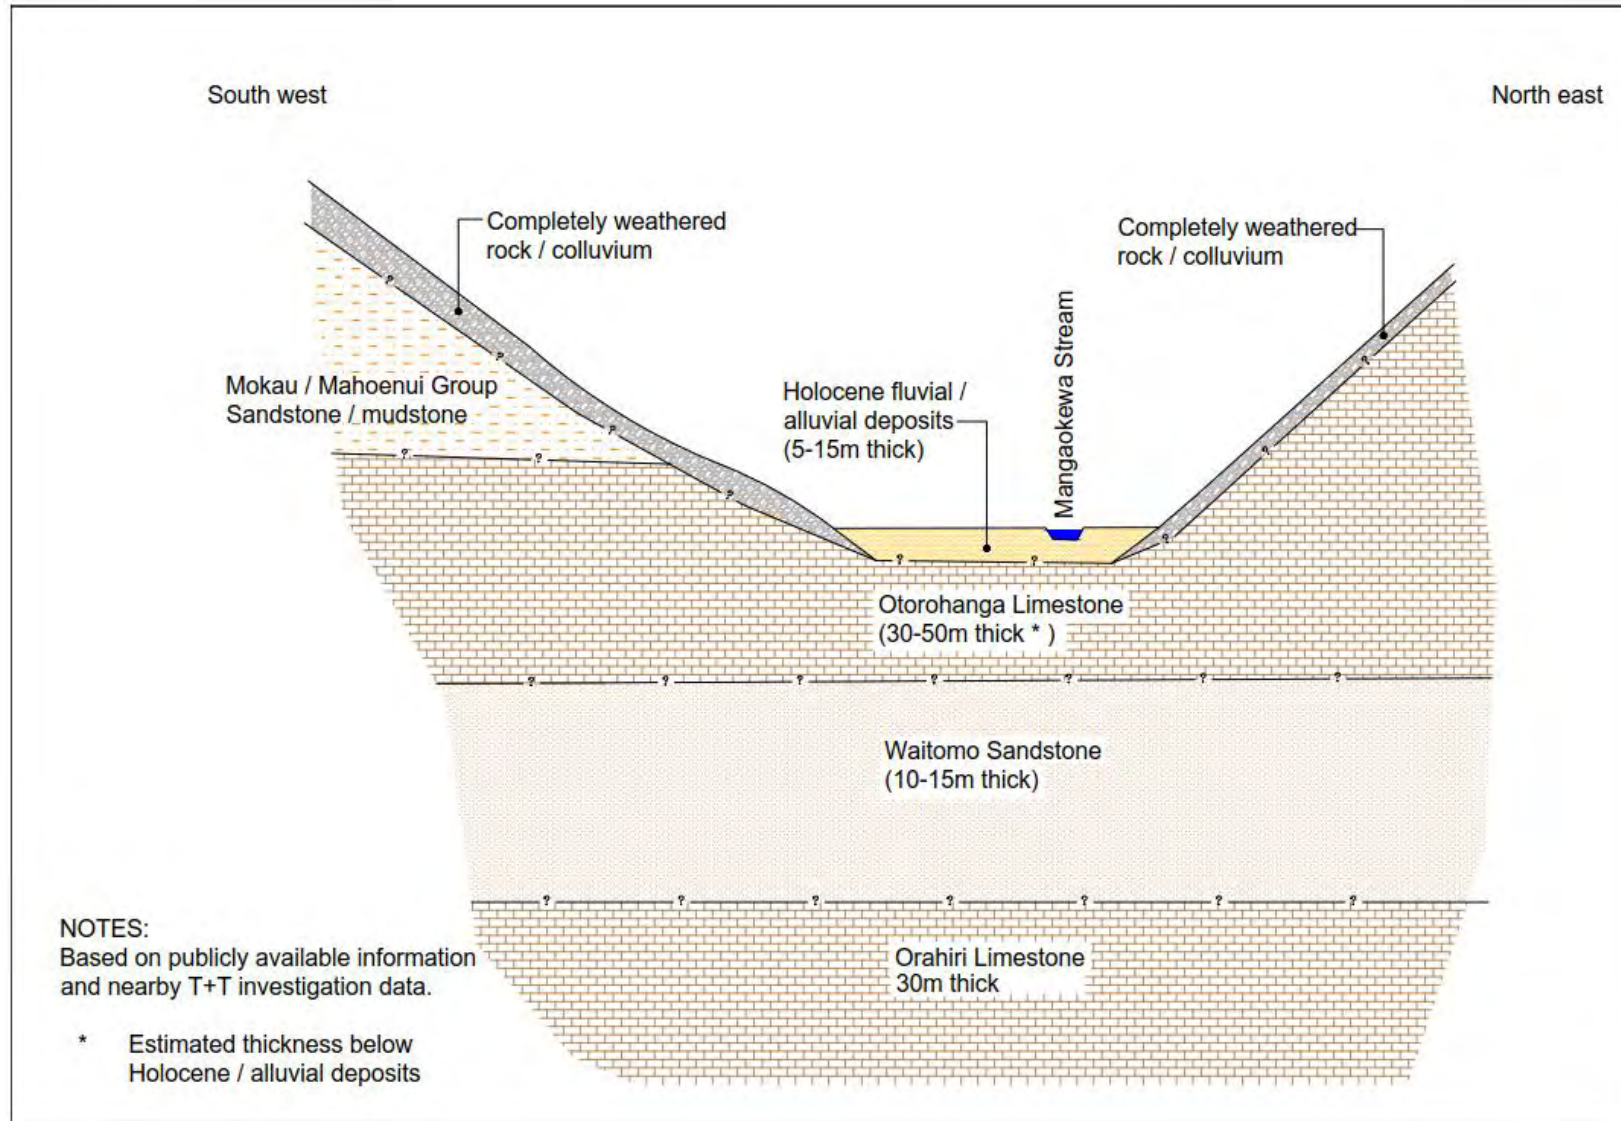 South west
North east
Completely weathered
rock / colluvium
Completely weathered
rock / colluvium
Mangaokewa Stream
Mokau / Mahoenui Group
Sandstone / mudstone
Holocene fluvial /
alluvial deposits
(5-15m thick)
Otorohanga Limestone
(30-50m thick * )
Waitomo Sandstone
(10-15m thick)
Orahiri Limestone
30m thick
NOTES:
Based on publicly available information
and nearby T+T investigation data.
* Estimated thickness below
Holocene / alluvial deposits